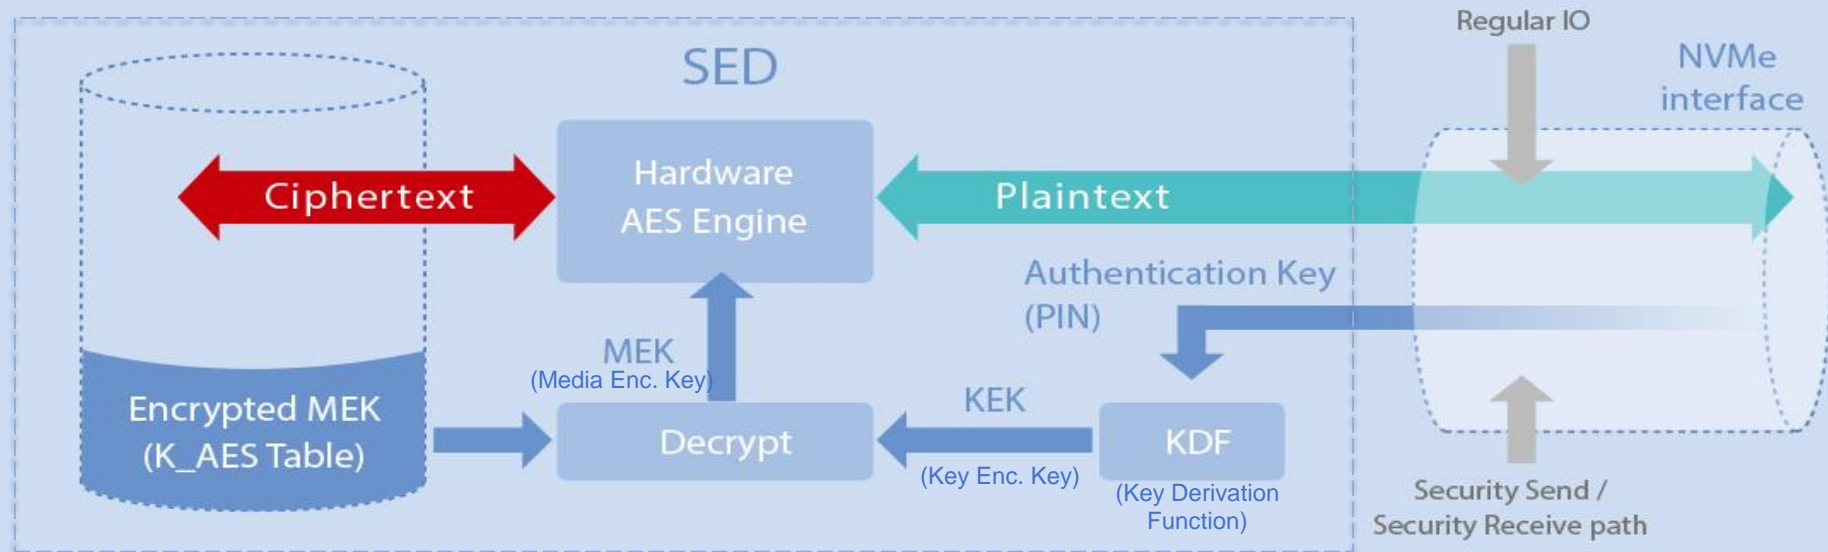 Regular IO
SED
NVMe
interface
Hardware
AES Engine
Ciphertext
Plaintext
Authentication Key
(PIN)
MEK
(Media Enc. Key)
KEK
Encrypted MEK
(K_AES Table)
Decrypt
KDF
(Key Enc. Key)
(Key Derivation
Function)
Security Send /
Security Receive path